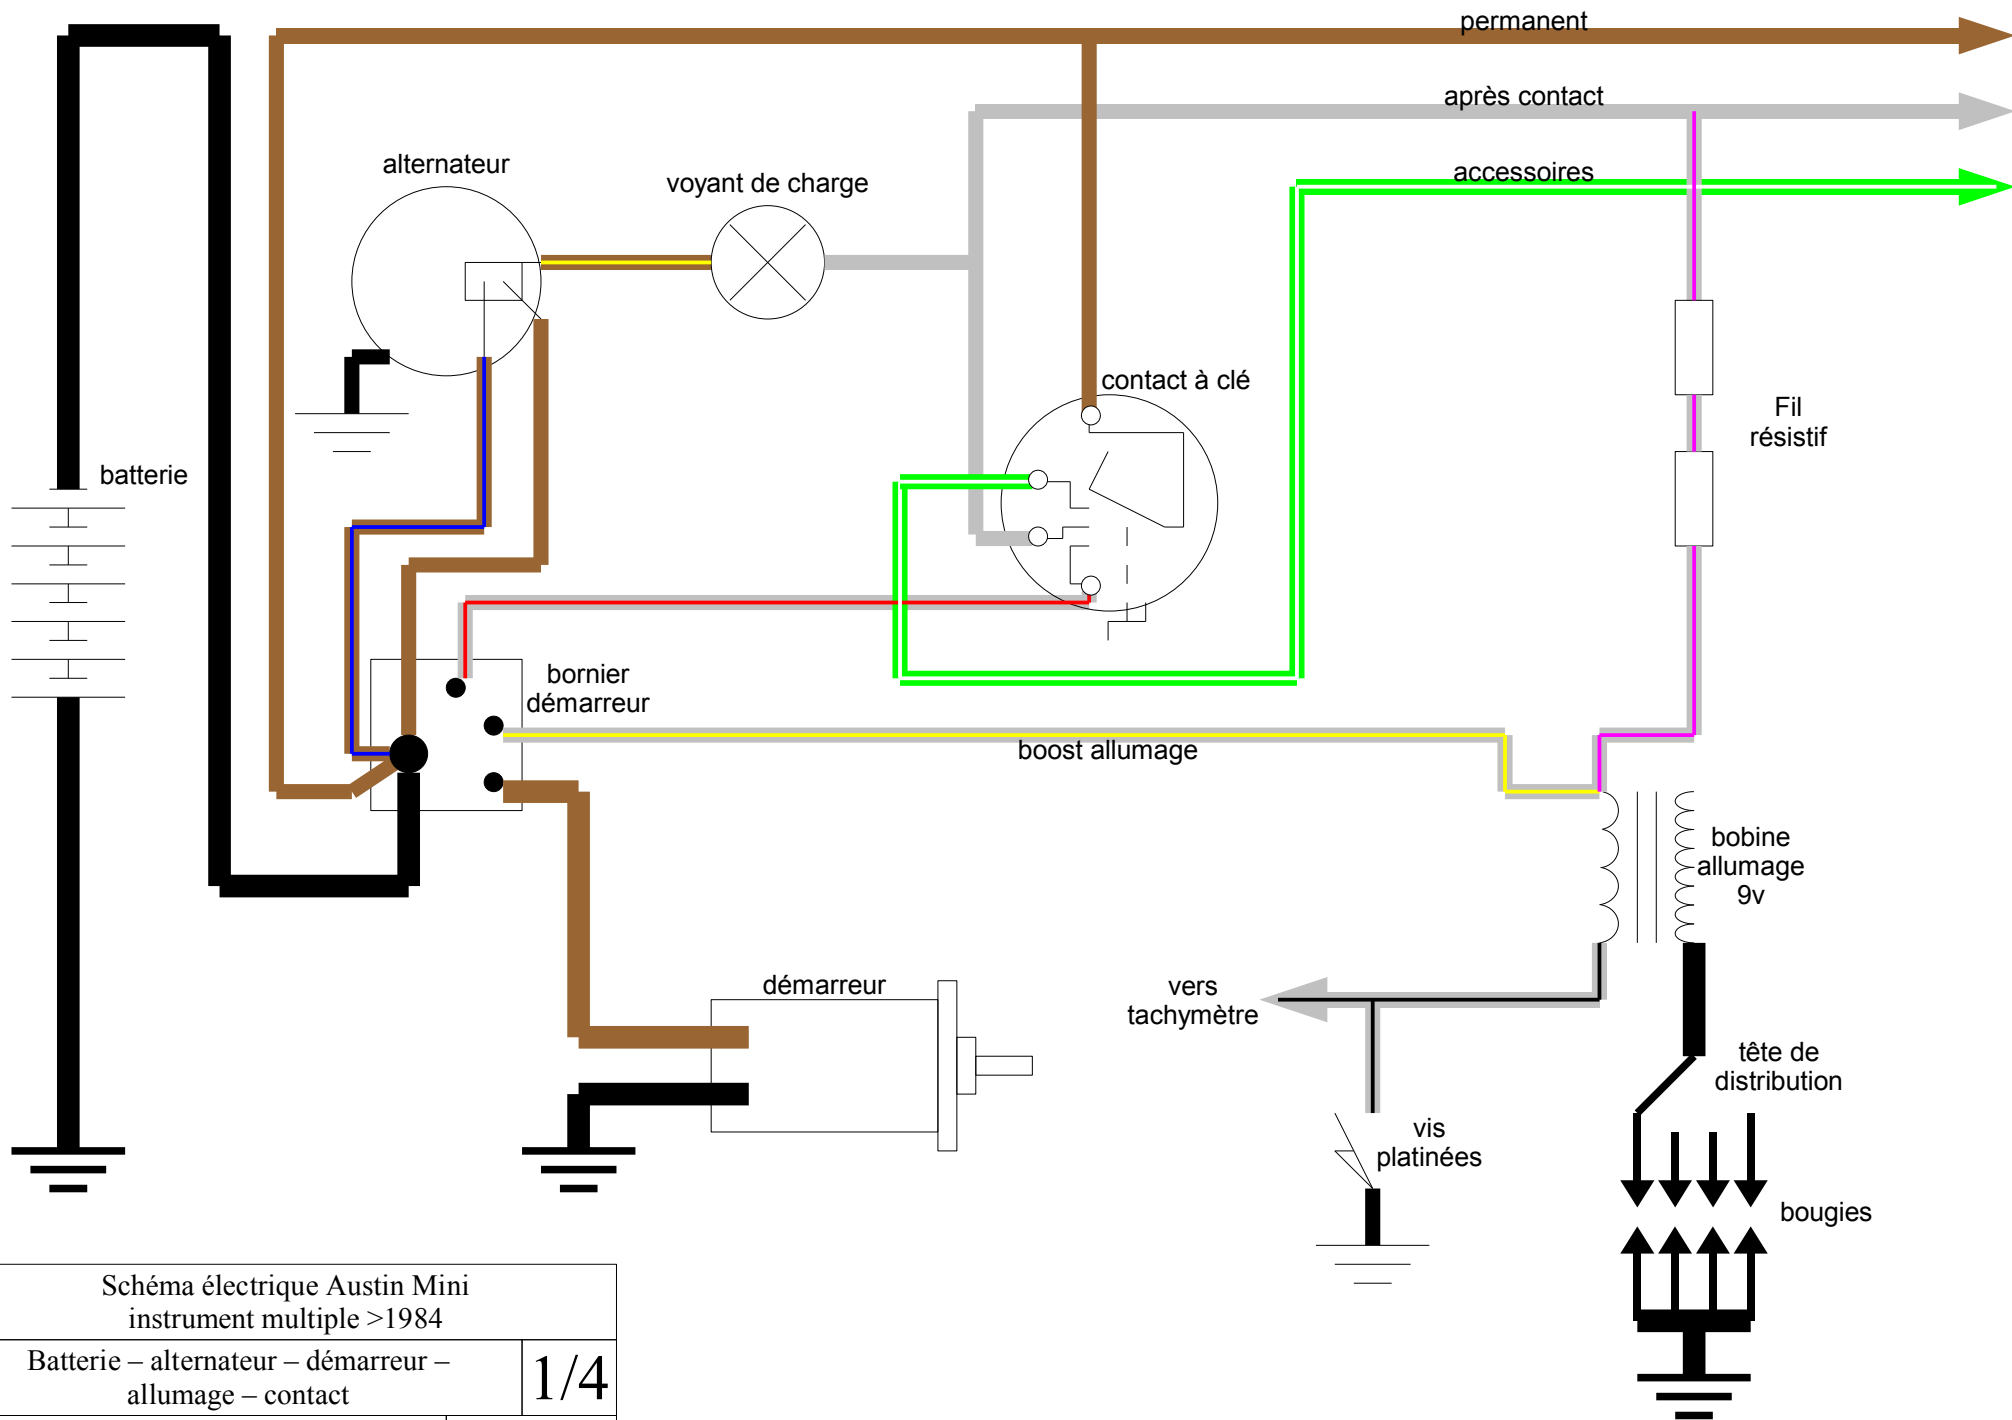 permanent
après contact
alternateur
voyant de charge
accessoires
contact à clé
Fil
résistif
batterie
bornier
démarreur
boost allumage
bobine
allumage
9v
démarreur
vers
tachymètre
tête de
distribution
vis
platinées
bougies
Schéma électrique Austin Mini
instrument multiple >1984
Batterie – alternateur – démarreur –
allumage – contact
1/4